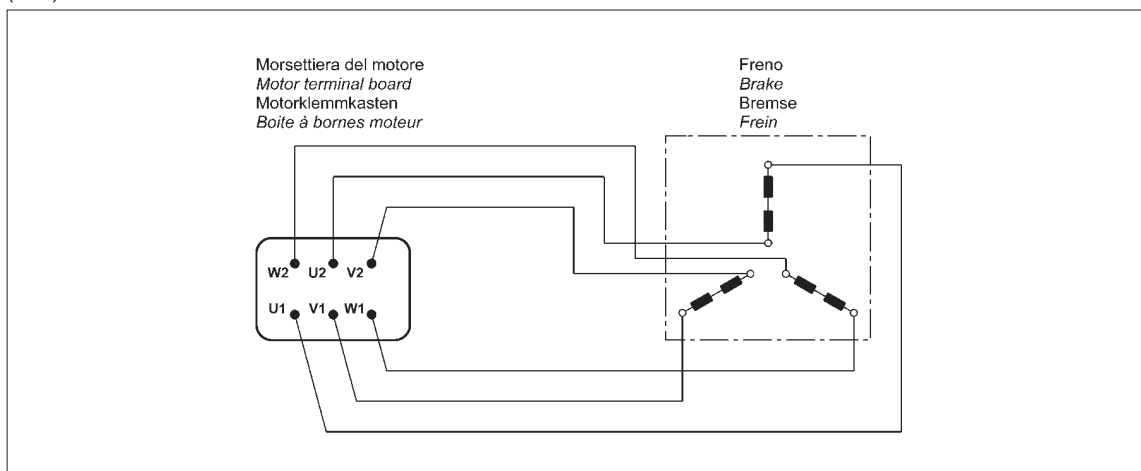 Morsettiera del motore
Motor terminal board
Motorklemmkasten
Boite à bornes moteur
Freno
Brake
Bremse
Frein
W2 U2 V2
U1 V1 W1